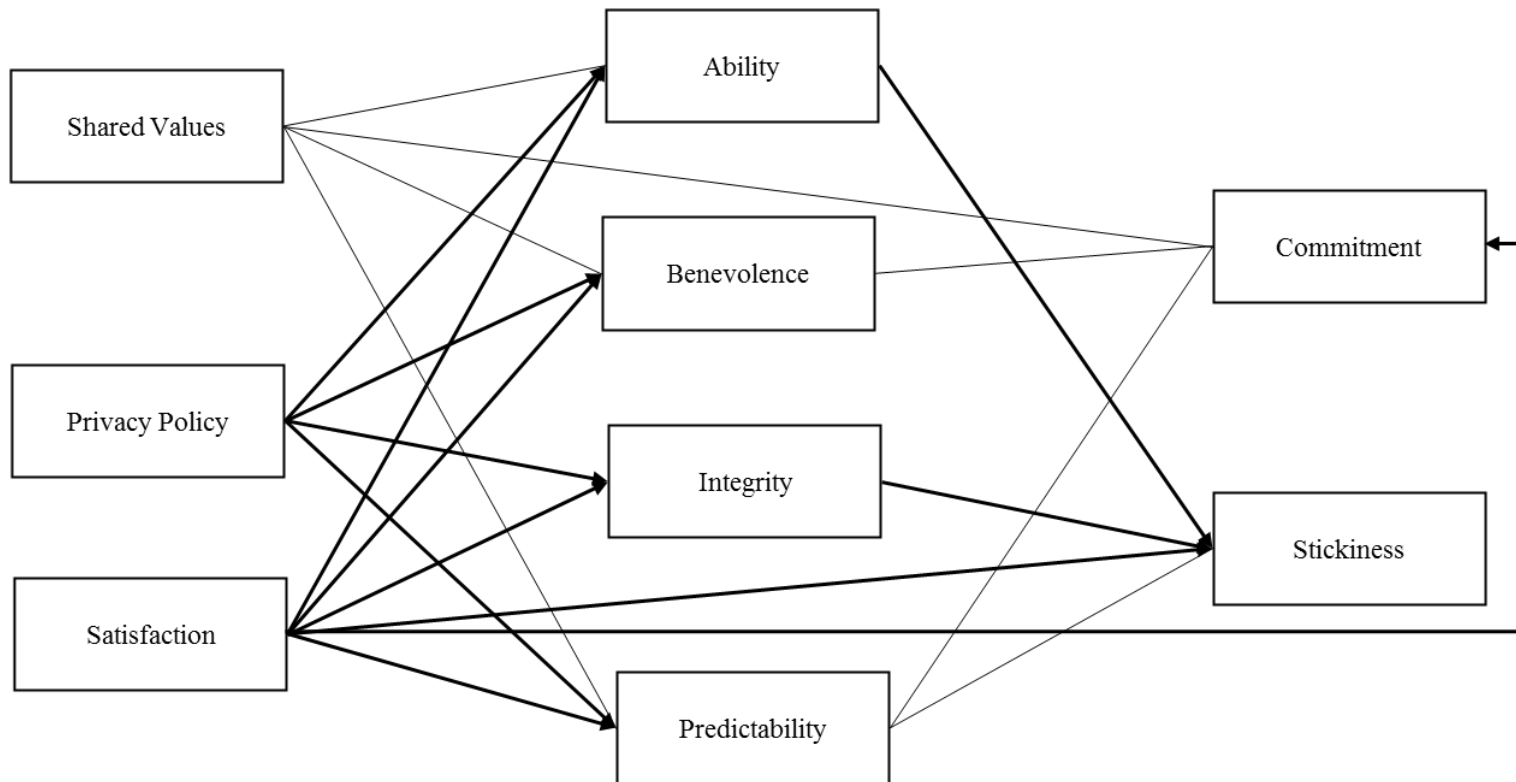 Ability
Shared Values
Benevolence
Commitment
Privacy Policy
Integrity
Stickiness
Satisfaction
Predictability